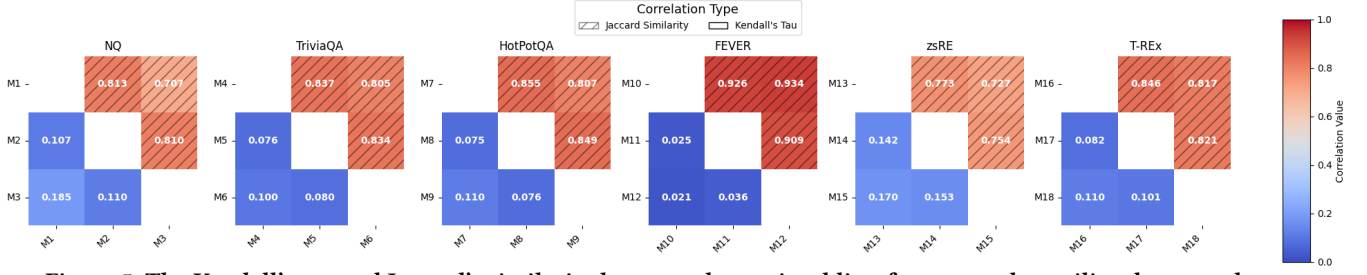 Correlation Type
Jaccard Similarity Kendall's Tau
NQ TriviaQA HotPotQA FEVER zsRE T-REx
M1 0.813 0.707 M4 0.837 0.805 M7 0.855 0.807 M10 0.926 0.934 M13 0.773 0.727 M16 0.846 0.817
M2 0.107 0.810 M5 0.076 0.834 M8 0.075 0.849 M11 0.025 0.909 M14 0.142 0.754 M17 0.082 0.821
M3 0.185 0.110 M6 0.100 0.080 M9 0.110 0.076 M12 0.021 0.036 M15 0.170 0.153 M18 0.110 0.101
M1 M2 M3 M4 M5 M6 M7 M8 M9 M10 M11 M12 M13 M14 M15 M16 M17 M18
1.0
0.8
0.6
0.4
0.2
0.0
Correlation Value